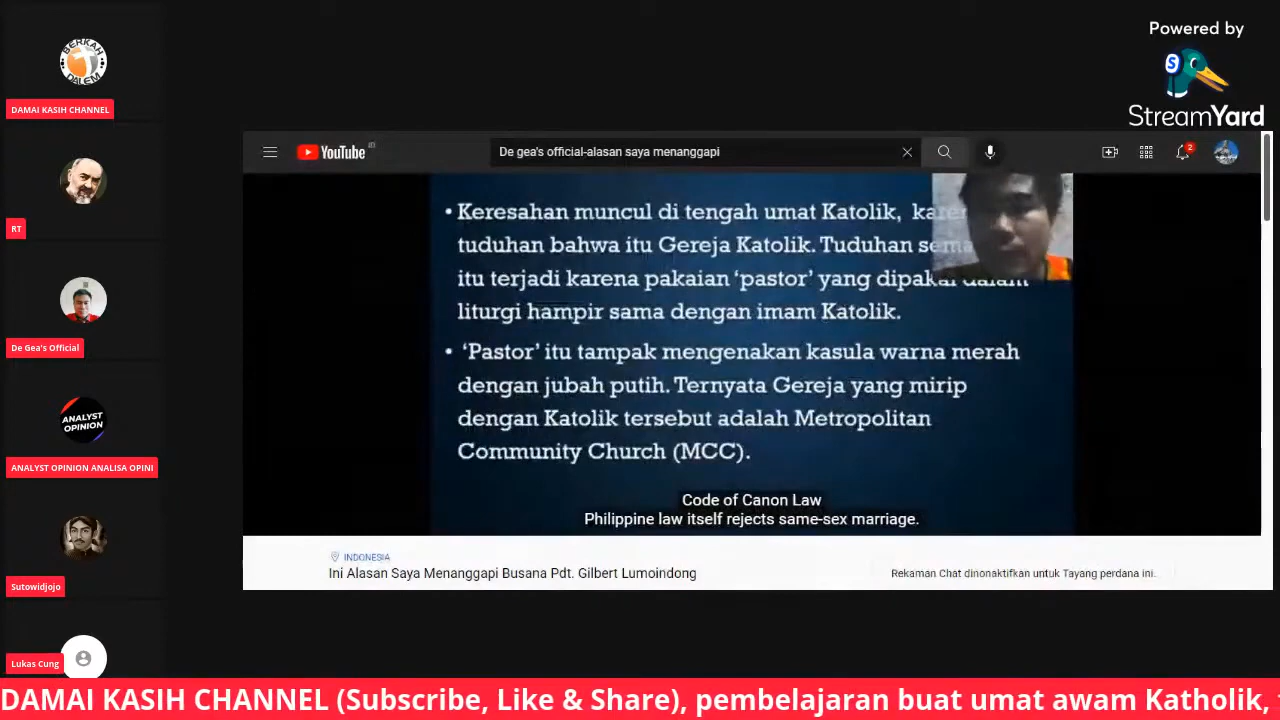 Powered by
StreamYard
BERKAH
DALEM
DAMAI KASIH CHANNEL
RT
De Gea's Official
ANALYST
OPINION
ANALYST OPINION ANALISA OPINI
Sutowidjojo
Lukas Cung
YouTube
De gea's official-alasan saya menanggapi
2
• Keresahan muncul di tengah umat Katolik,
tuduhan bahwa itu Gereja Katolik. Tuduhan
itu terjadi karena pakaian ‘pastor’ yang dipakai dalam
liturgi hampir sama dengan imam Katolik.
• ‘Pastor’ itu tampak mengenakan kasula warna merah
dengan jubah putih. Ternyata Gereja yang mirip
dengan Katolik tersebut adalah Metropolitan
Community Church (MCC).
Code of Canon Law
Philippine law itself rejects same-sex marriage.
INDONESIA
Ini Alasan Saya Menanggapi Busana Pdt. Gilbert Lumoindong
Rekaman Chat dinonaktifkan untuk Tayang perdana ini.
DAMAI KASIH CHANNEL (Subscribe, Like & Share), pembelajaran buat umat awam Katholik,